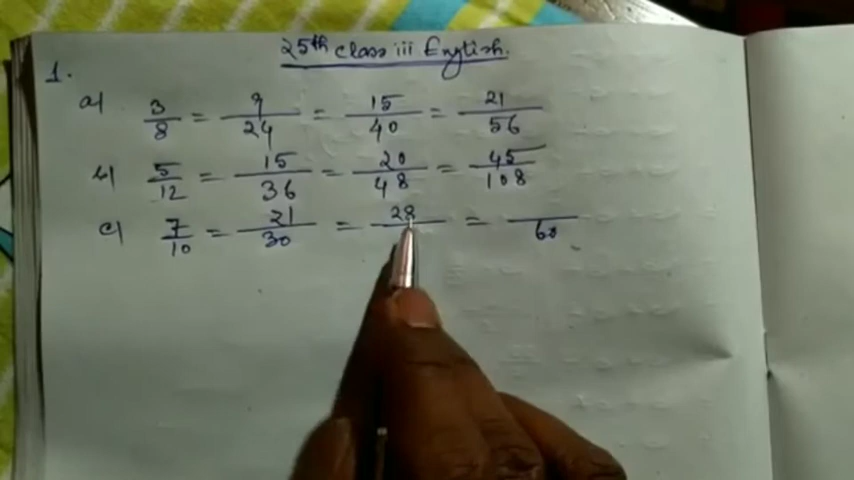 25th class iii English.
1.
a) 3/8 = 9/24 = 15/40 = 21/56
b) 5/12 = 15/36 = 20/48 = 45/108
c) 7/10 = 21/30 = 28/ = /60